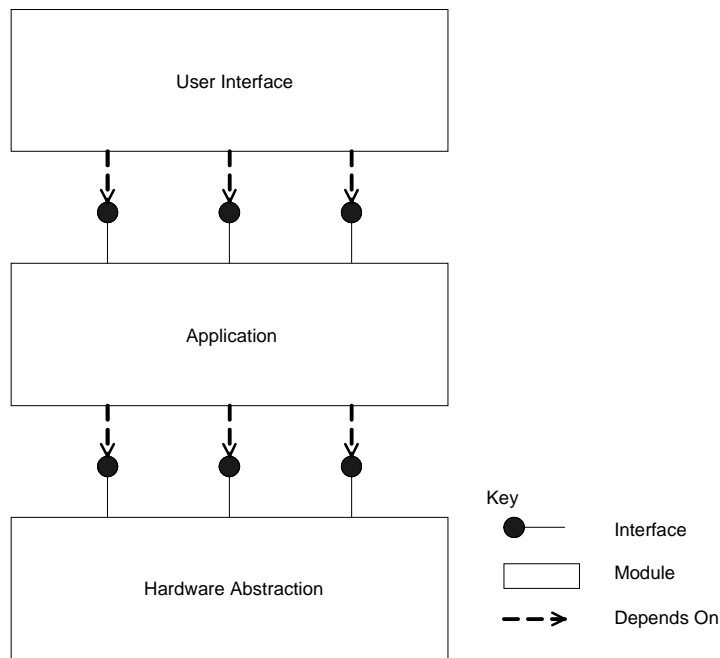 User Interface
Application
Hardware Abstraction
Key
Interface
Module
Depends On